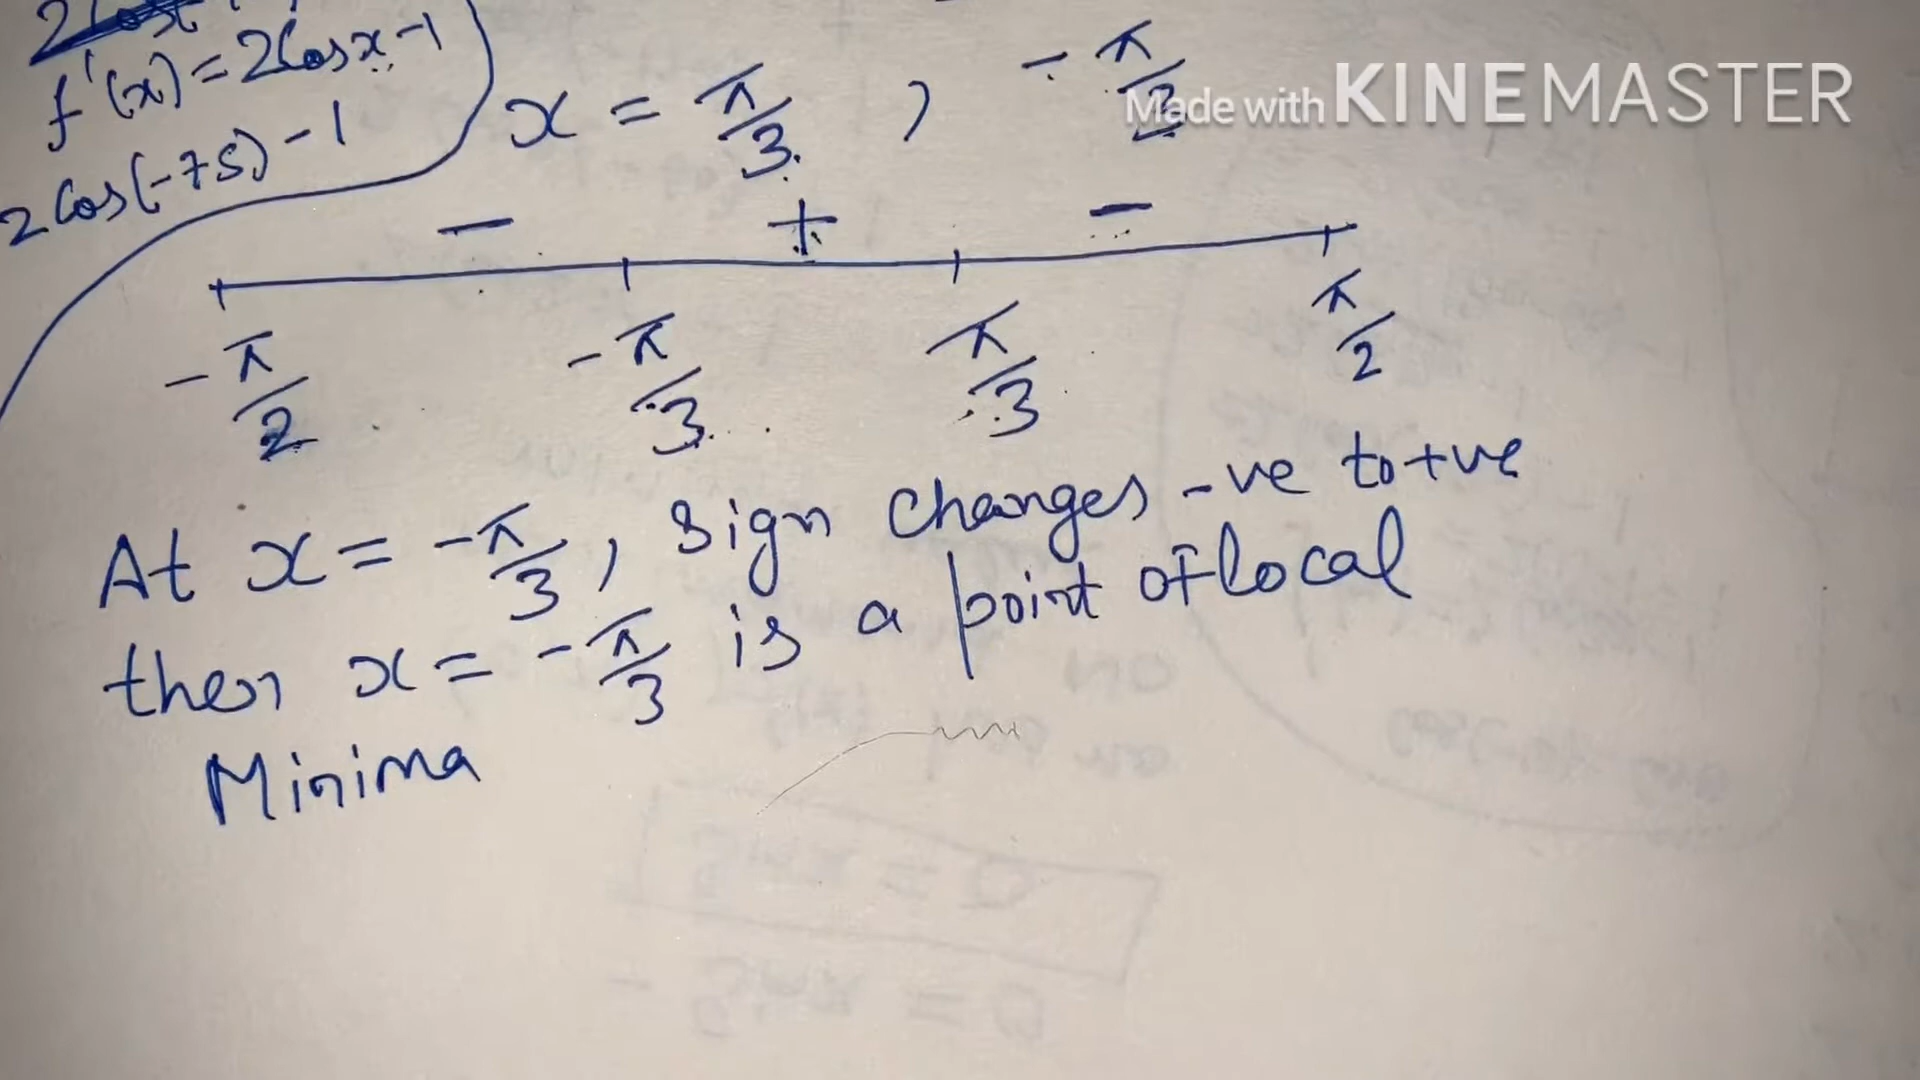 f'(x) = 2Cosx - 1
2Cos(-75) - 1
x = π/3 , - π/3
Made with KINEMASTER
- + -
-π/2 -π/3 π/3 π/2
At x = -π/3, Sign Changes -ve to +ve
then x = -π/3 is a point of local
Minima